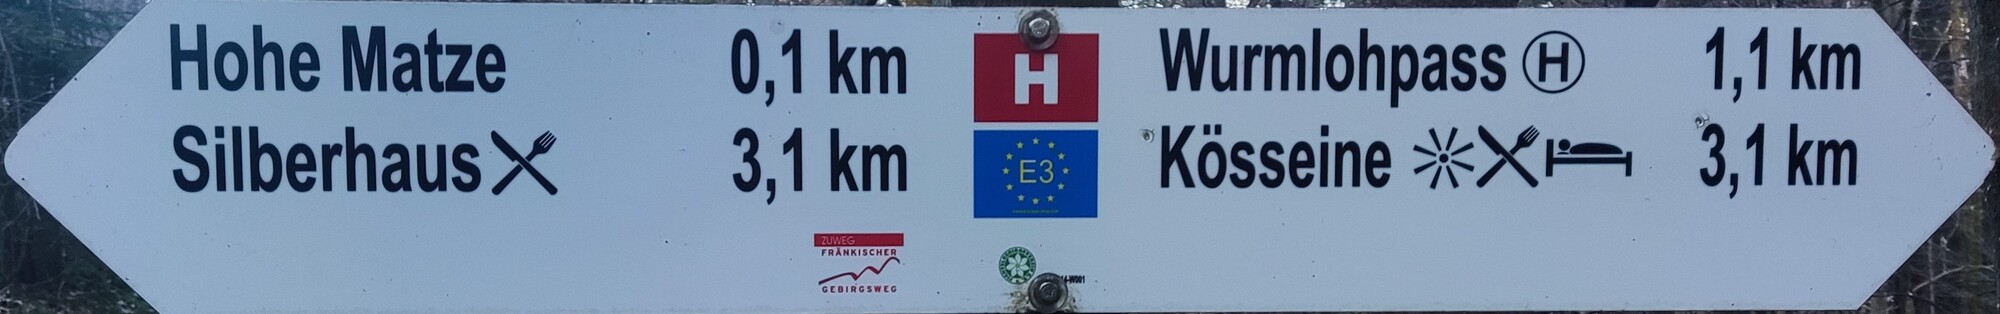 Hohe Matze 0,1 km
Silberhaus 3,1 km
H
E3
Wurmlohpass H 1,1 km
Kösseine 3,1 km
ZUWEG
FRÄNKISCHER
GEBIRGSWEG